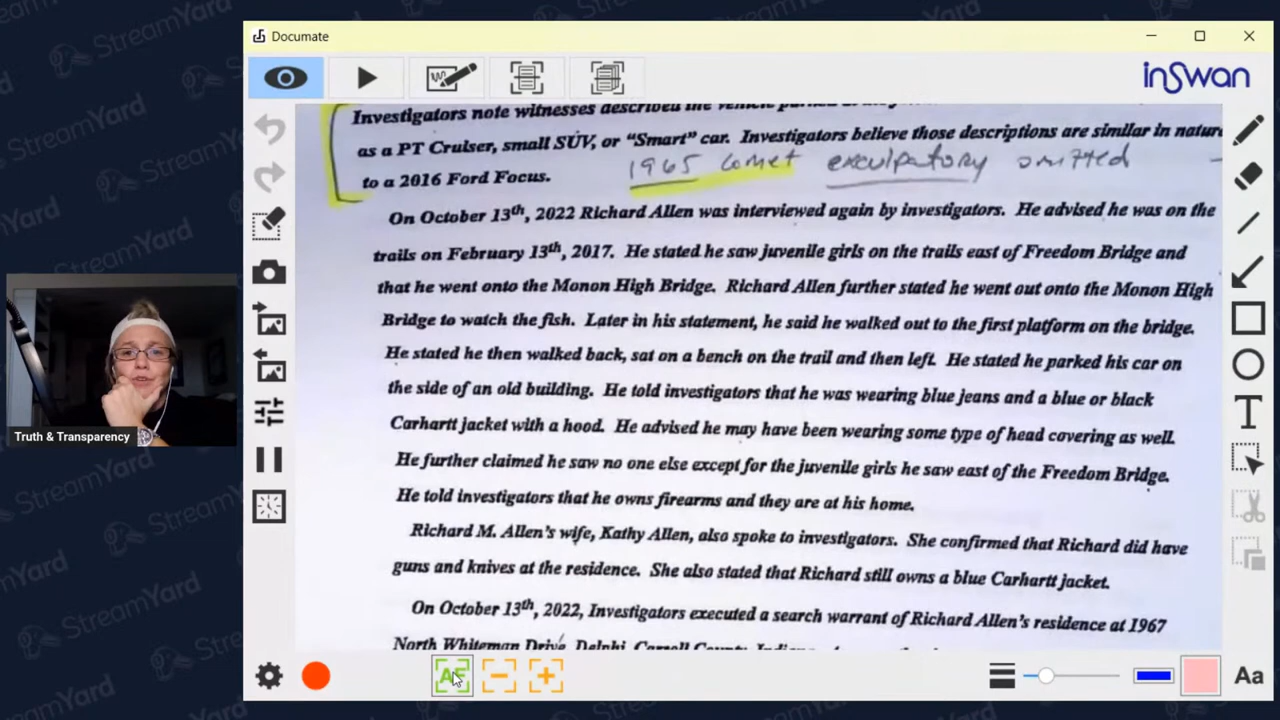 StreamYard
Documate
inSwan
Investigators note witnesses described the vehicle parked
as a PT Cruiser, small SUV, or “Smart” car. Investigators believe those descriptions are similar in nature
to a 2016 Ford Focus.
1965 Comet exculpatory omitted
On October 13th, 2022 Richard Allen was interviewed again by investigators. He advised he was on the
trails on February 13th, 2017. He stated he saw juvenile girls on the trails east of Freedom Bridge and
that he went onto the Monon High Bridge. Richard Allen further stated he went out onto the Monon High
Bridge to watch the fish. Later in his statement, he said he walked out to the first platform on the bridge.
He stated he then walked back, sat on a bench on the trail and then left. He stated he parked his car on
the side of an old building. He told investigators that he was wearing blue jeans and a blue or black
Carhartt jacket with a hood. He advised he may have been wearing some type of head covering as well.
He further claimed he saw no one else except for the juvenile girls he saw east of the Freedom Bridge.
He told investigators that he owns firearms and they are at his home.
Richard M. Allen’s wife, Kathy Allen, also spoke to investigators. She confirmed that Richard did have
guns and knives at the residence. She also stated that Richard still owns a blue Carhartt jacket.
On October 13th, 2022, Investigators executed a search warrant of Richard Allen’s residence at 1967
North Whiteman Drive, Delphi, Carroll County, Indiana
Truth & Transparency
T
AF
Aa